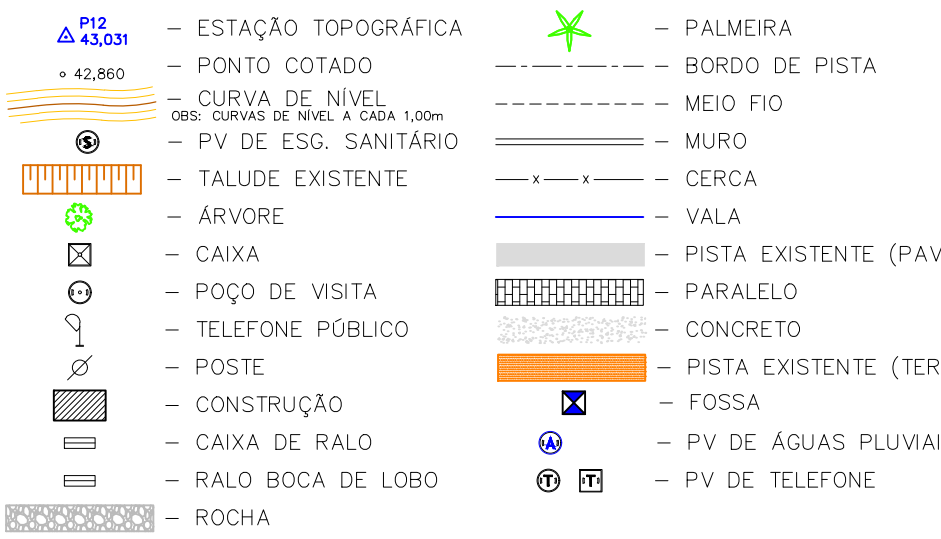 P12
43,031
– ESTAÇÃO TOPOGRÁFICA
42,860
– PONTO COTADO
– CURVA DE NÍVEL
OBS: CURVAS DE NÍVEL A CADA 1,00m
S
– PV DE ESG. SANITÁRIO
– TALUDE EXISTENTE
– ÁRVORE
– CAIXA
– POÇO DE VISITA
– TELEFONE PÚBLICO
– POSTE
– CONSTRUÇÃO
– CAIXA DE RALO
– RALO BOCA DE LOBO
– ROCHA
– PALMEIRA
– BORDO DE PISTA
– MEIO FIO
– MURO
x x
– CERCA
– VALA
– PISTA EXISTENTE (PAV
– PARALELO
– CONCRETO
– PISTA EXISTENTE (TER
– FOSSA
A
– PV DE ÁGUAS PLUVIAI
T T
– PV DE TELEFONE